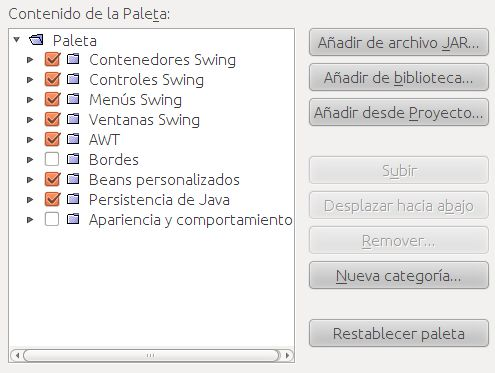 Contenido de la Paleta:
Paleta
Contenedores Swing
Controles Swing
Menús Swing
Ventanas Swing
AWT
Bordes
Beans personalizados
Persistencia de Java
Apariencia y comportamiento
Añadir de archivo JAR...
Añadir de biblioteca...
Añadir desde Proyecto...
Subir
Desplazar hacia abajo
Remover...
Nueva categoría...
Restablecer paleta